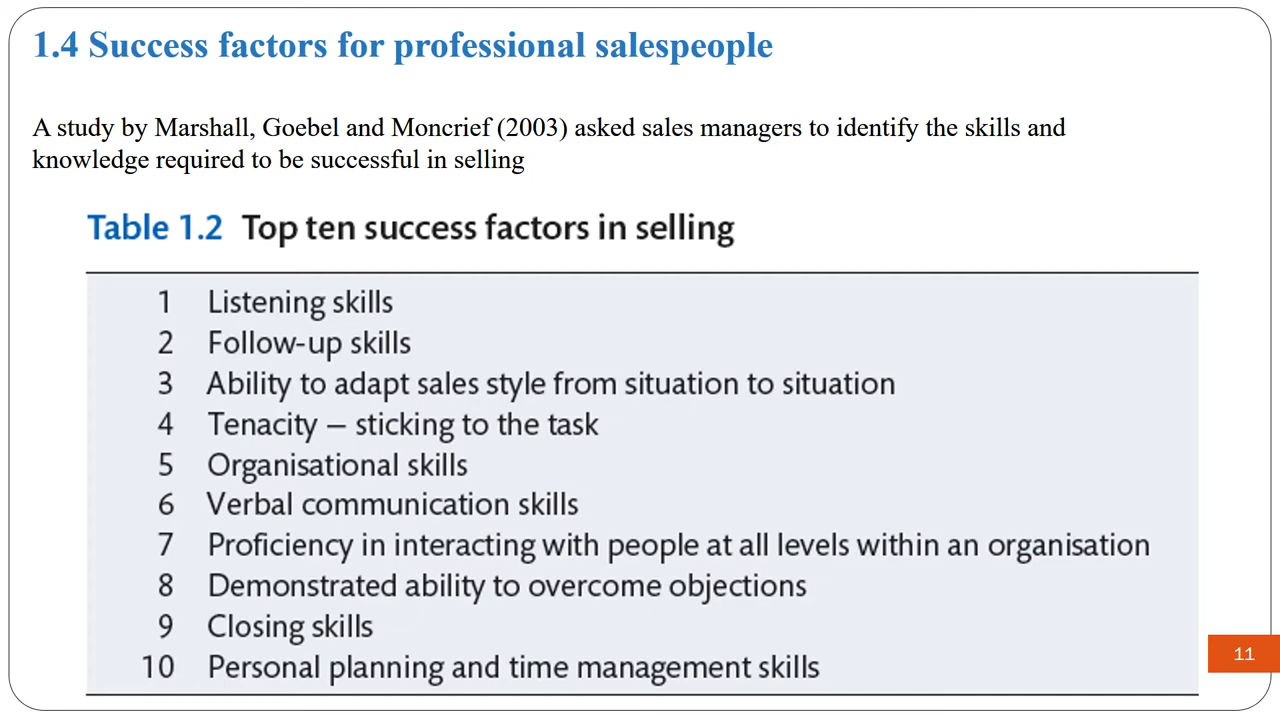 1.4 Success factors for professional salespeople
A study by Marshall, Goebel and Moncrief (2003) asked sales managers to identify the skills and
knowledge required to be successful in selling
Table 1.2 Top ten success factors in selling
1 Listening skills
2 Follow-up skills
3 Ability to adapt sales style from situation to situation
4 Tenacity – sticking to the task
5 Organisational skills
6 Verbal communication skills
7 Proficiency in interacting with people at all levels within an organisation
8 Demonstrated ability to overcome objections
9 Closing skills
10 Personal planning and time management skills
11